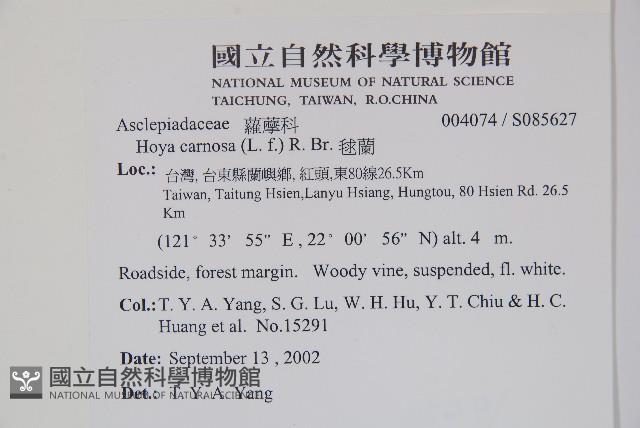 國立自然科學博物館
NATIONAL MUSEUM OF NATURAL SCIENCE
TAICHUNG, TAIWAN, R.O.CHINA
Asclepiadaceae 蘿藦科 004074 / S085627
Hoya carnosa (L. f.) R. Br. 毬蘭
Loc.: 台灣, 台東縣蘭嶼鄉, 紅頭,東80線26.5Km
Taiwan, Taitung Hsien,Lanyu Hsiang, Hungtou, 80 Hsien Rd. 26.5
Km
(121° 33' 55" E , 22° 00' 56" N) alt. 4 m.
Roadside, forest margin. Woody vine, suspended, fl. white.
Col.: T. Y. A. Yang, S. G. Lu, W. H. Hu, Y. T. Chiu & H. C.
Huang et al. No.15291
Date: September 13 , 2002
國立自然科學博物館
NATIONAL MUSEUM OF NATURAL SCIENCE
Det.: T. Y. A. Yang